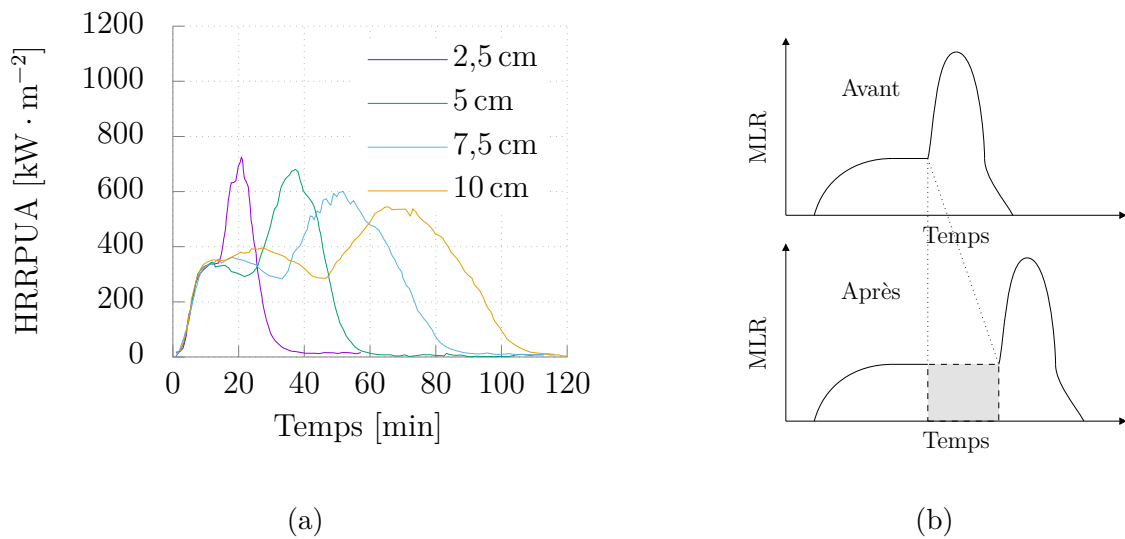 HRRPUA [kW · m⁻²]
1200
1000
800
600
400
200
0
2,5 cm
5 cm
7,5 cm
10 cm
0 20 40 60 80 100 120
Temps [min]
(a)
MLR
Avant
Temps
MLR
Après
Temps
(b)